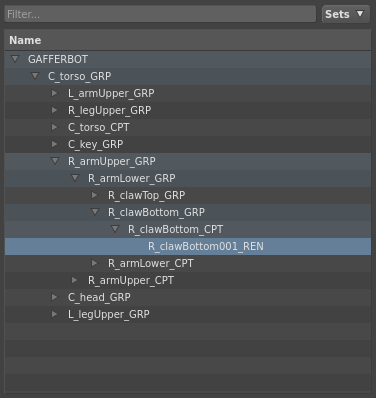 Filter...
Sets
Name
GAFFERBOT
C_torso_GRP
L_armUpper_GRP
R_legUpper_GRP
C_torso_CPT
C_key_GRP
R_armUpper_GRP
R_armLower_GRP
R_clawTop_GRP
R_clawBottom_GRP
R_clawBottom_CPT
R_clawBottom001_REN
R_armLower_CPT
R_armUpper_CPT
C_head_GRP
L_legUpper_GRP